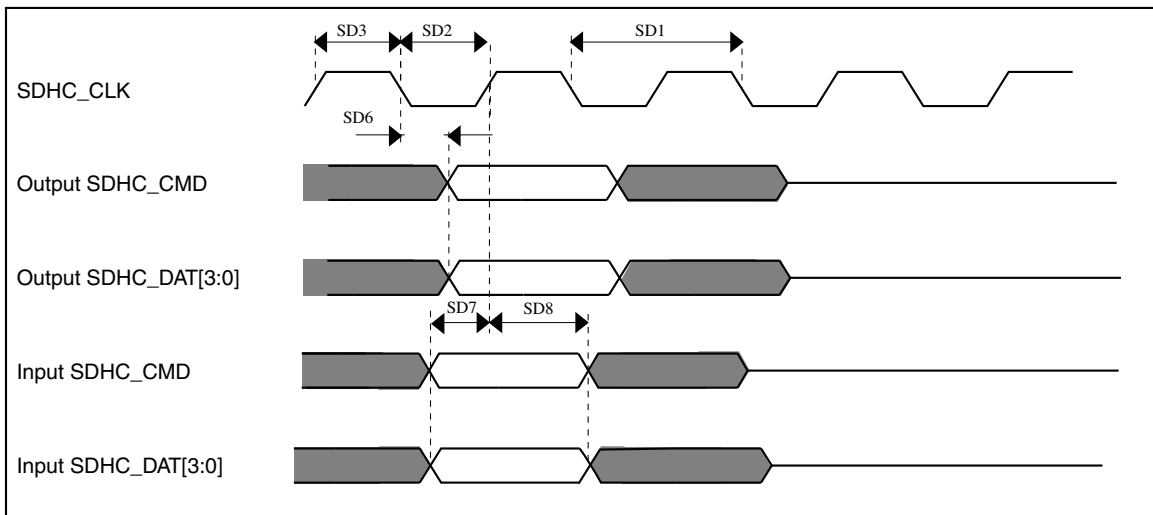 SD3
SD2
SD1
SDHC_CLK
SD6
Output SDHC_CMD
Output SDHC_DAT[3:0]
SD7
SD8
Input SDHC_CMD
Input SDHC_DAT[3:0]